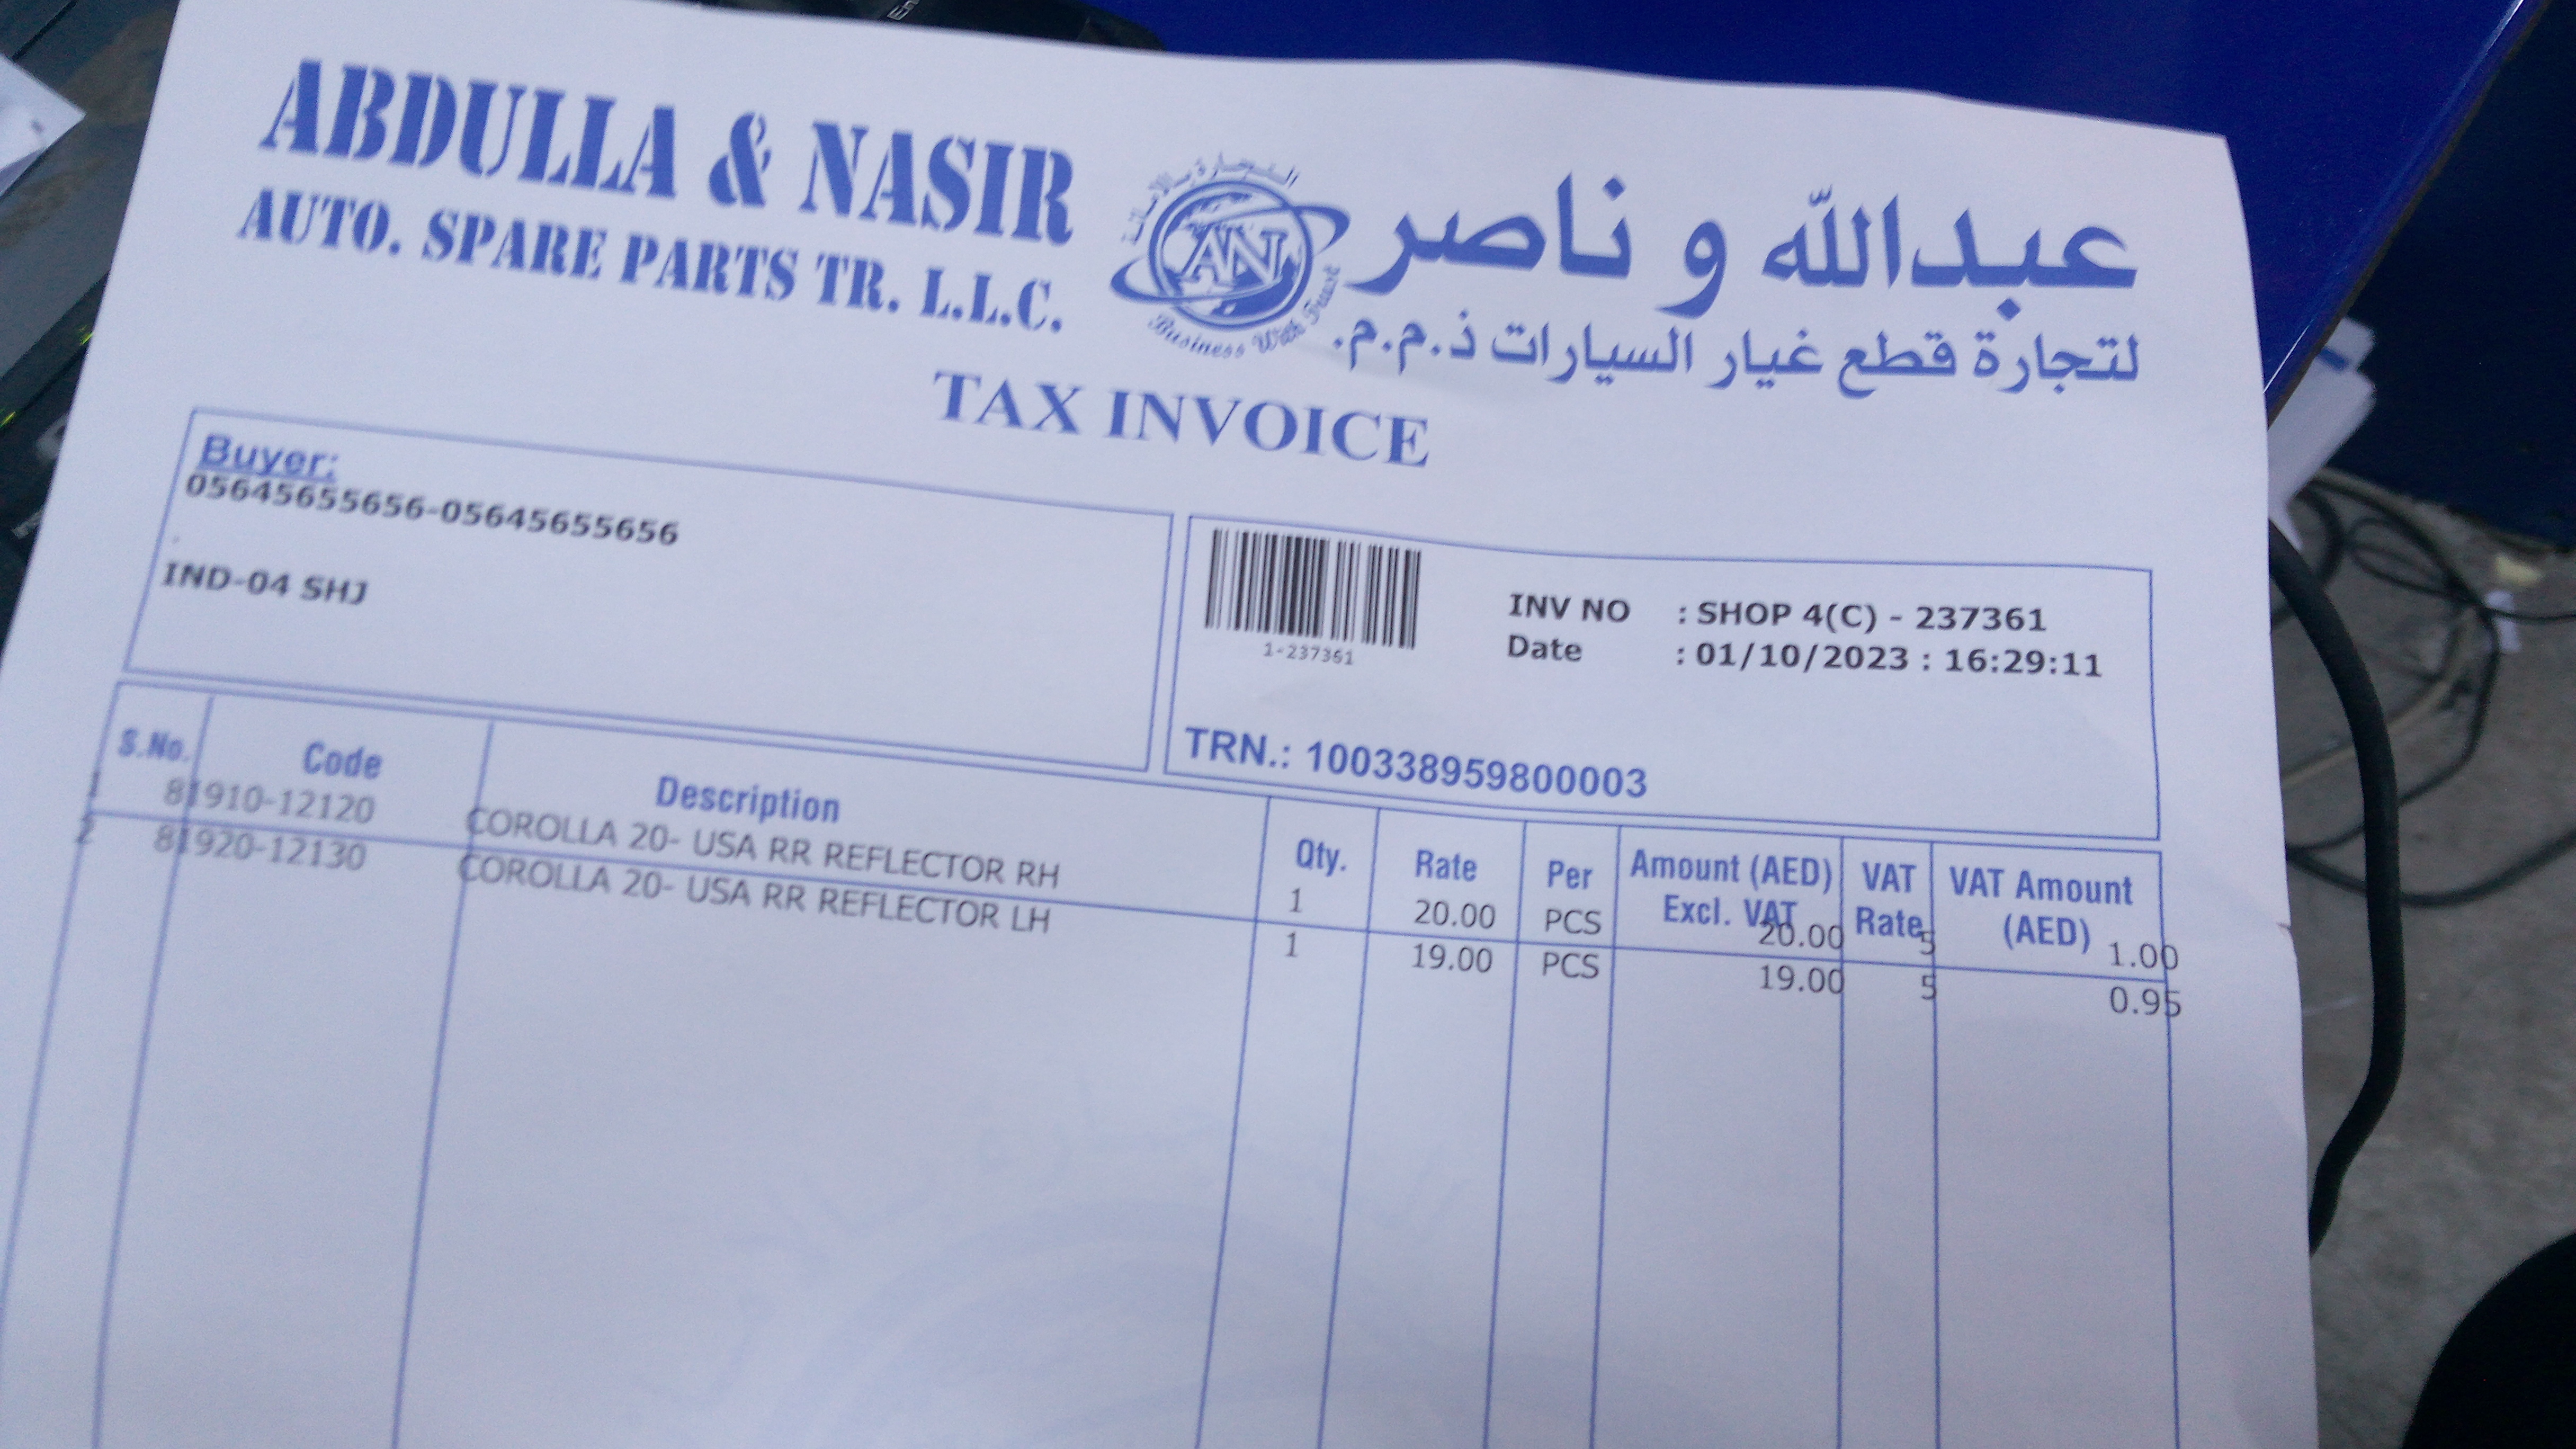 ABDULLA & NASIR
AUTO. SPARE PARTS TR. L.L.C.
التجارة بالامانة
AN
Business With Trust
عبدالله و ناصر
لتجارة قطع غيار السيارات ذ.م.م.
TAX INVOICE
Buyer:
05645655656-05645655656
.
IND-04 SHJ
1-237361
INV NO : SHOP 4(C) - 237361
Date : 01/10/2023 : 16:29:11
TRN.: 100338959800003
S.No. Code Description Qty. Rate Per Amount (AED) Excl. VAT VAT Rate VAT Amount (AED)
1 81910-12120 COROLLA 20- USA RR REFLECTOR RH 1 20.00 PCS 20.00 5 1.00
2 81920-12130 COROLLA 20- USA RR REFLECTOR LH 1 19.00 PCS 19.00 5 0.95